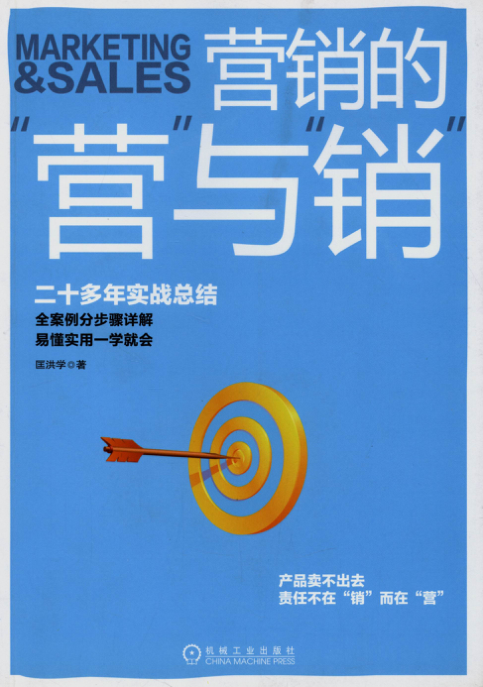 MARKETING
&SALES
营销的
“营”与“销”
二十多年实战总结
全案例分步骤详解
易懂实用一学就会
匡洪学◎著
产品卖不出去
责任不在“销”而在“营”
机械工业出版社
CHINA MACHINE PRESS